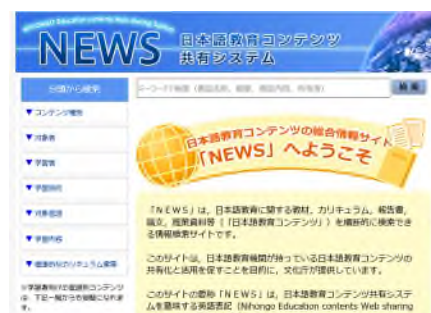 NIHONGO Education contents Web sharing System
NEWS 日本語教育コンテンツ
共有システム
分類から検索
検索
▼コンテンツ種別
▼対象者
▼学習者
▼対象言語
▼学習内容
日本語教育コンテンツの総合情報サイト
「NEWS」へようこそ
「NEWS」は、日本語教育に関する教材、カリキュラム、報告書、
論文、施策資料等(「日本語教育コンテンツ」)を横断的に検索でき
る情報検索サイトです。
このサイトは、日本語教育機関が持っている日本語教育コンテンツの
共有化と活用を促すことを目的に、文化庁が提供しています。
このサイトの愛称「NEWS」は、日本語教育コンテンツ共有システ
ムを意味する英語表記(Nihongo Education contents Web sharing